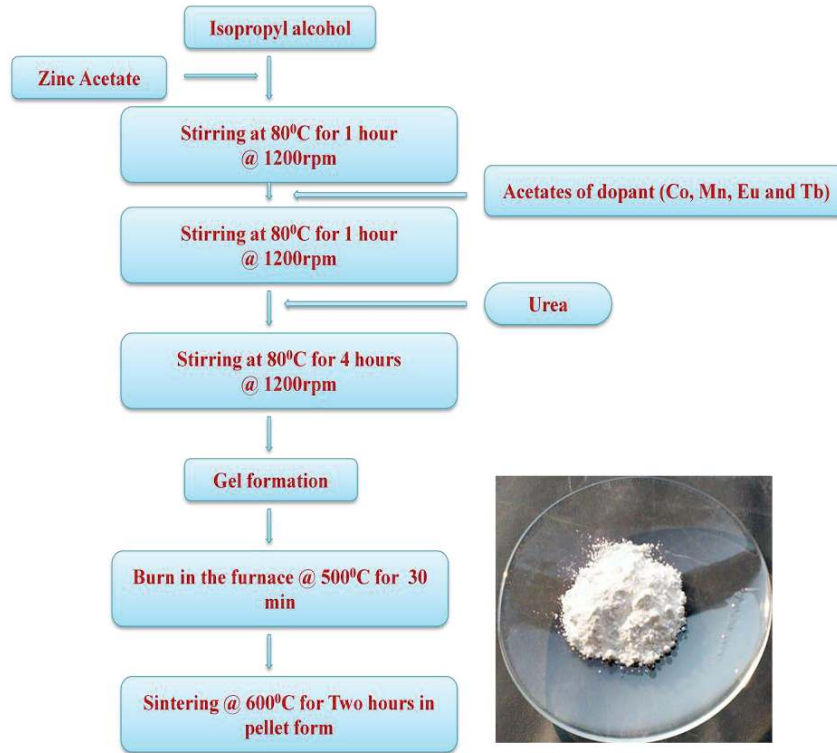 Isopropyl alcohol
Zinc Acetate
Stirring at 80⁰C for 1 hour
@ 1200rpm
Acetates of dopant (Co, Mn, Eu and Tb)
Stirring at 80⁰C for 1 hour
@ 1200rpm
Urea
Stirring at 80⁰C for 4 hours
@ 1200rpm
Gel formation
Burn in the furnace @ 500⁰C for 30
min
Sintering @ 600⁰C for Two hours in
pellet form